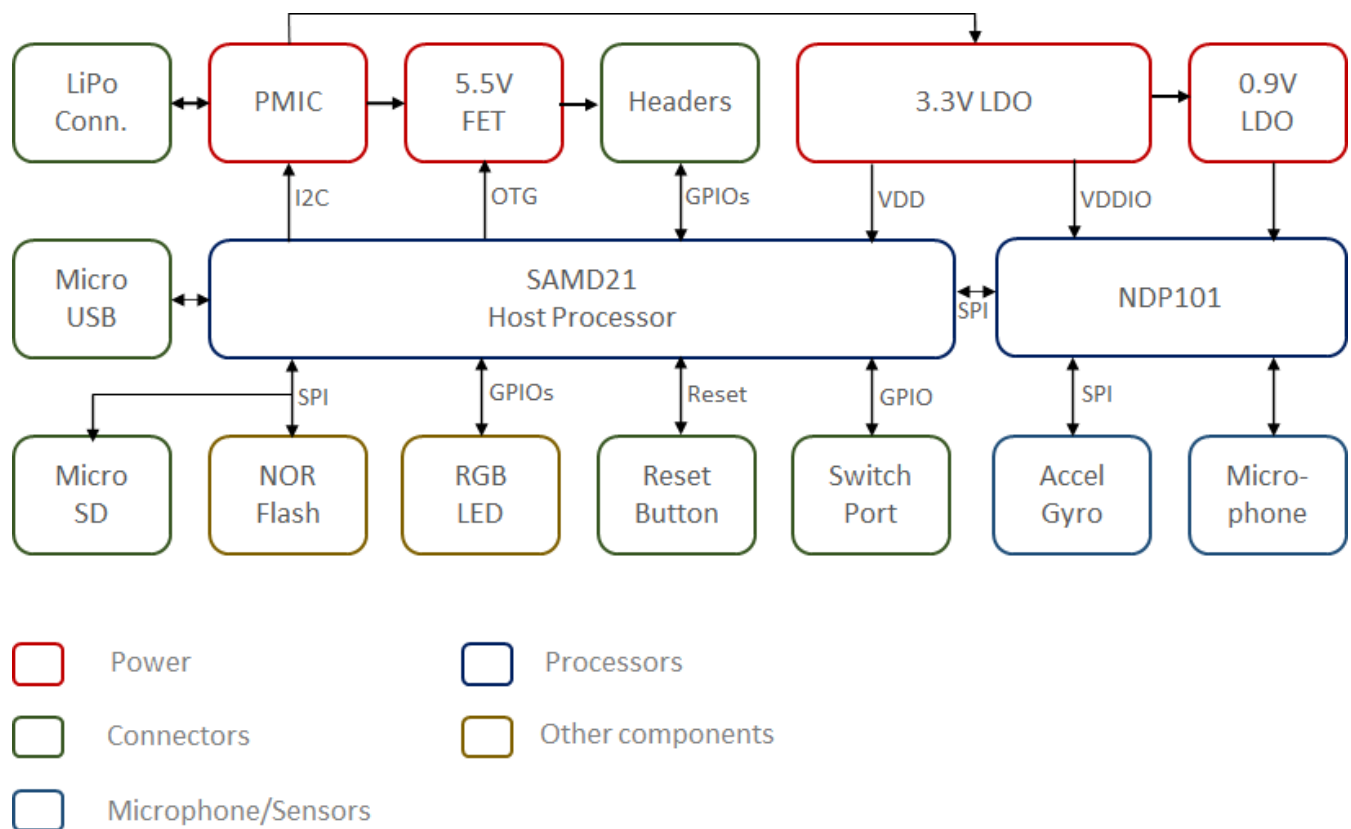 LiPo
Conn.
PMIC
5.5V
FET
Headers
3.3V LDO
0.9V
LDO
I2C
OTG
GPIOs
VDD
VDDIO
Micro
USB
SAMD21
Host Processor
SPI
NDP101
SPI
GPIOs
Reset
GPIO
SPI
Micro
SD
NOR
Flash
RGB
LED
Reset
Button
Switch
Port
Accel
Gyro
Micro-
phone
Power
Processors
Connectors
Other components
Microphone/Sensors